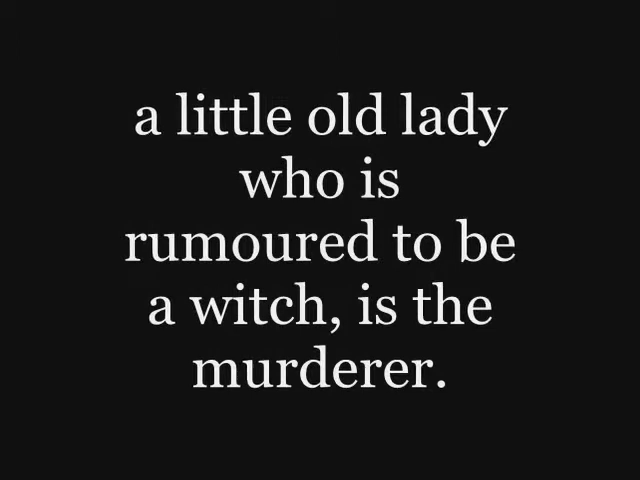 a little old lady
who is
rumoured to be
a witch, is the
murderer.